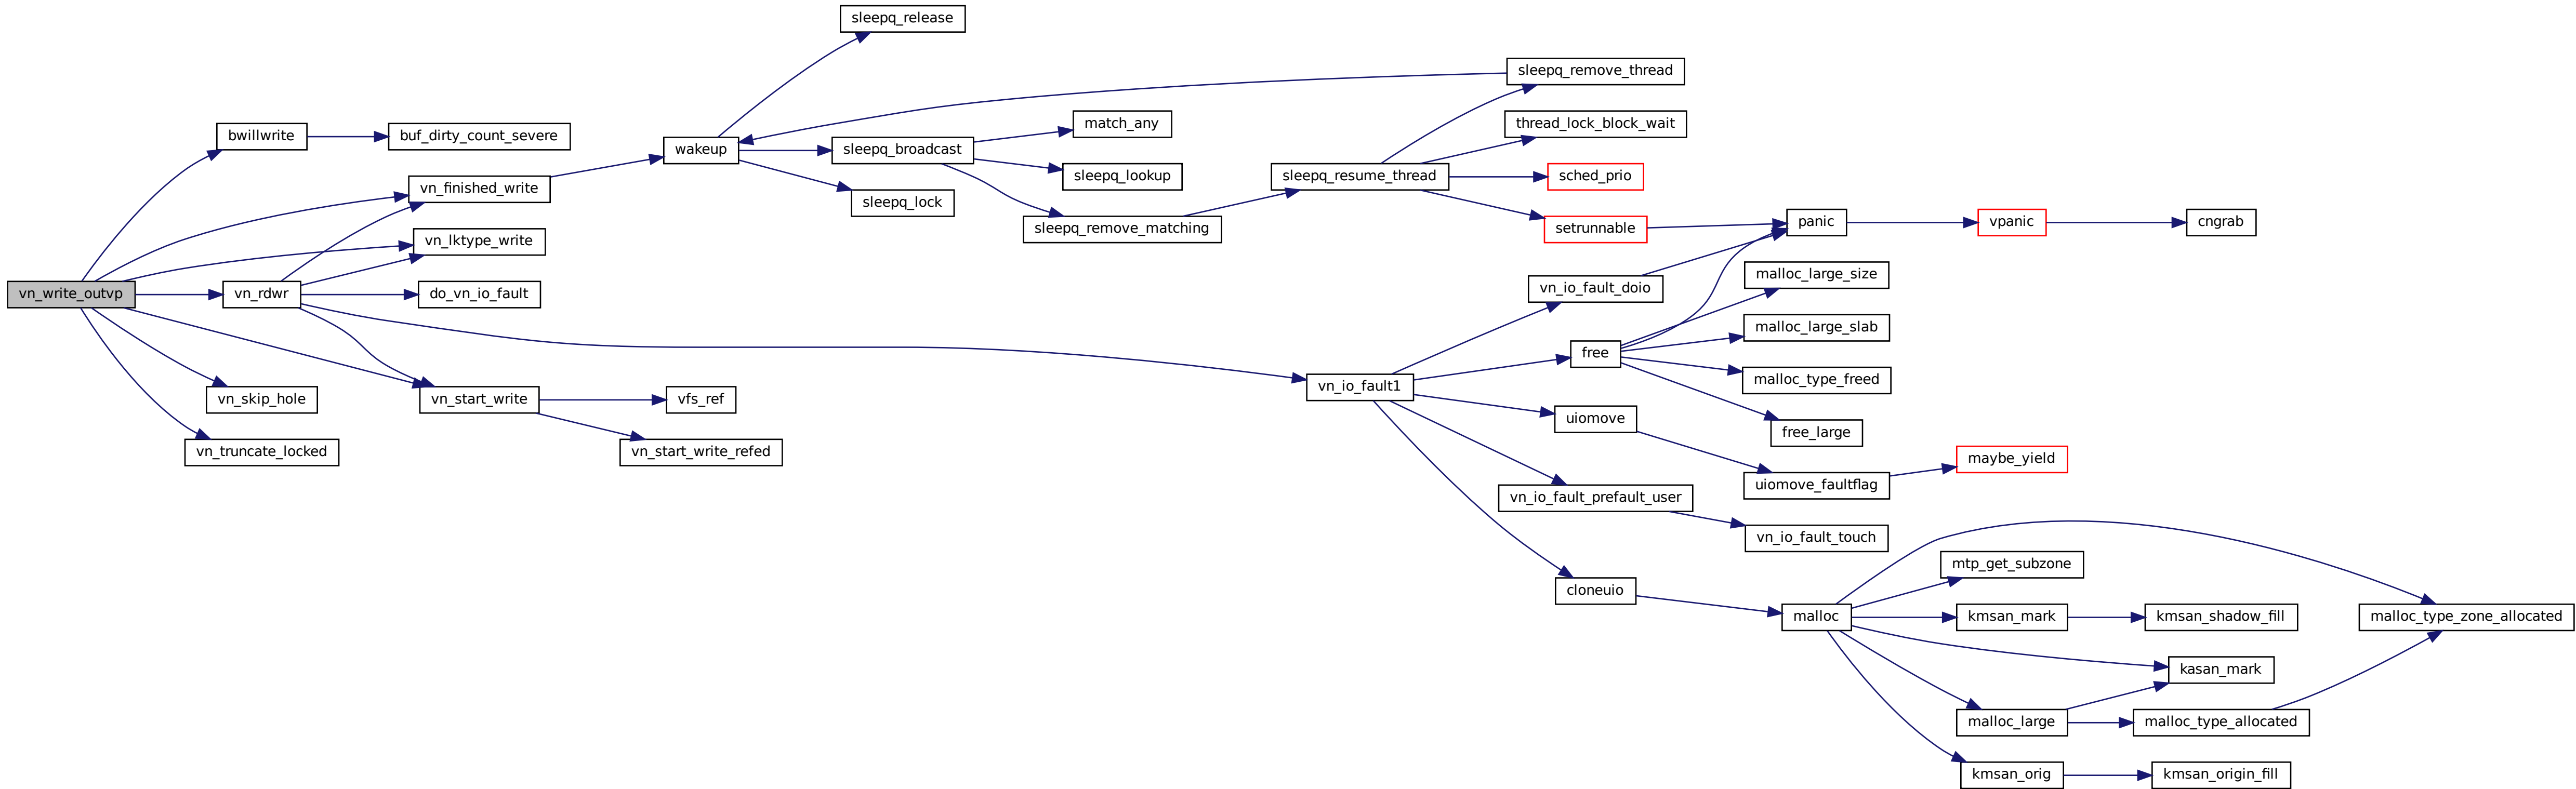 vn_write_outvp
bwillwrite
buf_dirty_count_severe
vn_finished_write
vn_lktype_write
vn_rdwr
do_vn_io_fault
vn_skip_hole
vn_start_write
vn_truncate_locked
vfs_ref
vn_start_write_refed
wakeup
sleepq_release
sleepq_broadcast
sleepq_lock
match_any
sleepq_lookup
sleepq_remove_matching
sleepq_resume_thread
sleepq_remove_thread
thread_lock_block_wait
sched_prio
setrunnable
panic
vpanic
cngrab
vn_io_fault1
vn_io_fault_doio
free
malloc_large_size
malloc_large_slab
malloc_type_freed
free_large
uiomove
uiomove_faultflag
maybe_yield
vn_io_fault_prefault_user
vn_io_fault_touch
cloneuio
malloc
mtp_get_subzone
kmsan_mark
kmsan_shadow_fill
malloc_type_zone_allocated
kasan_mark
malloc_large
malloc_type_allocated
kmsan_orig
kmsan_origin_fill